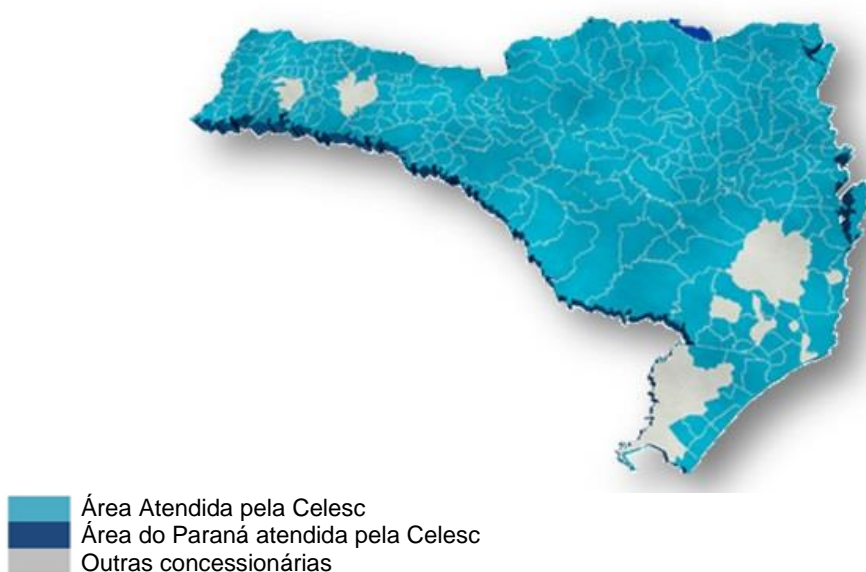 Área Atendida pela Celesc
Área do Paraná atendida pela Celesc
Outras concessionárias